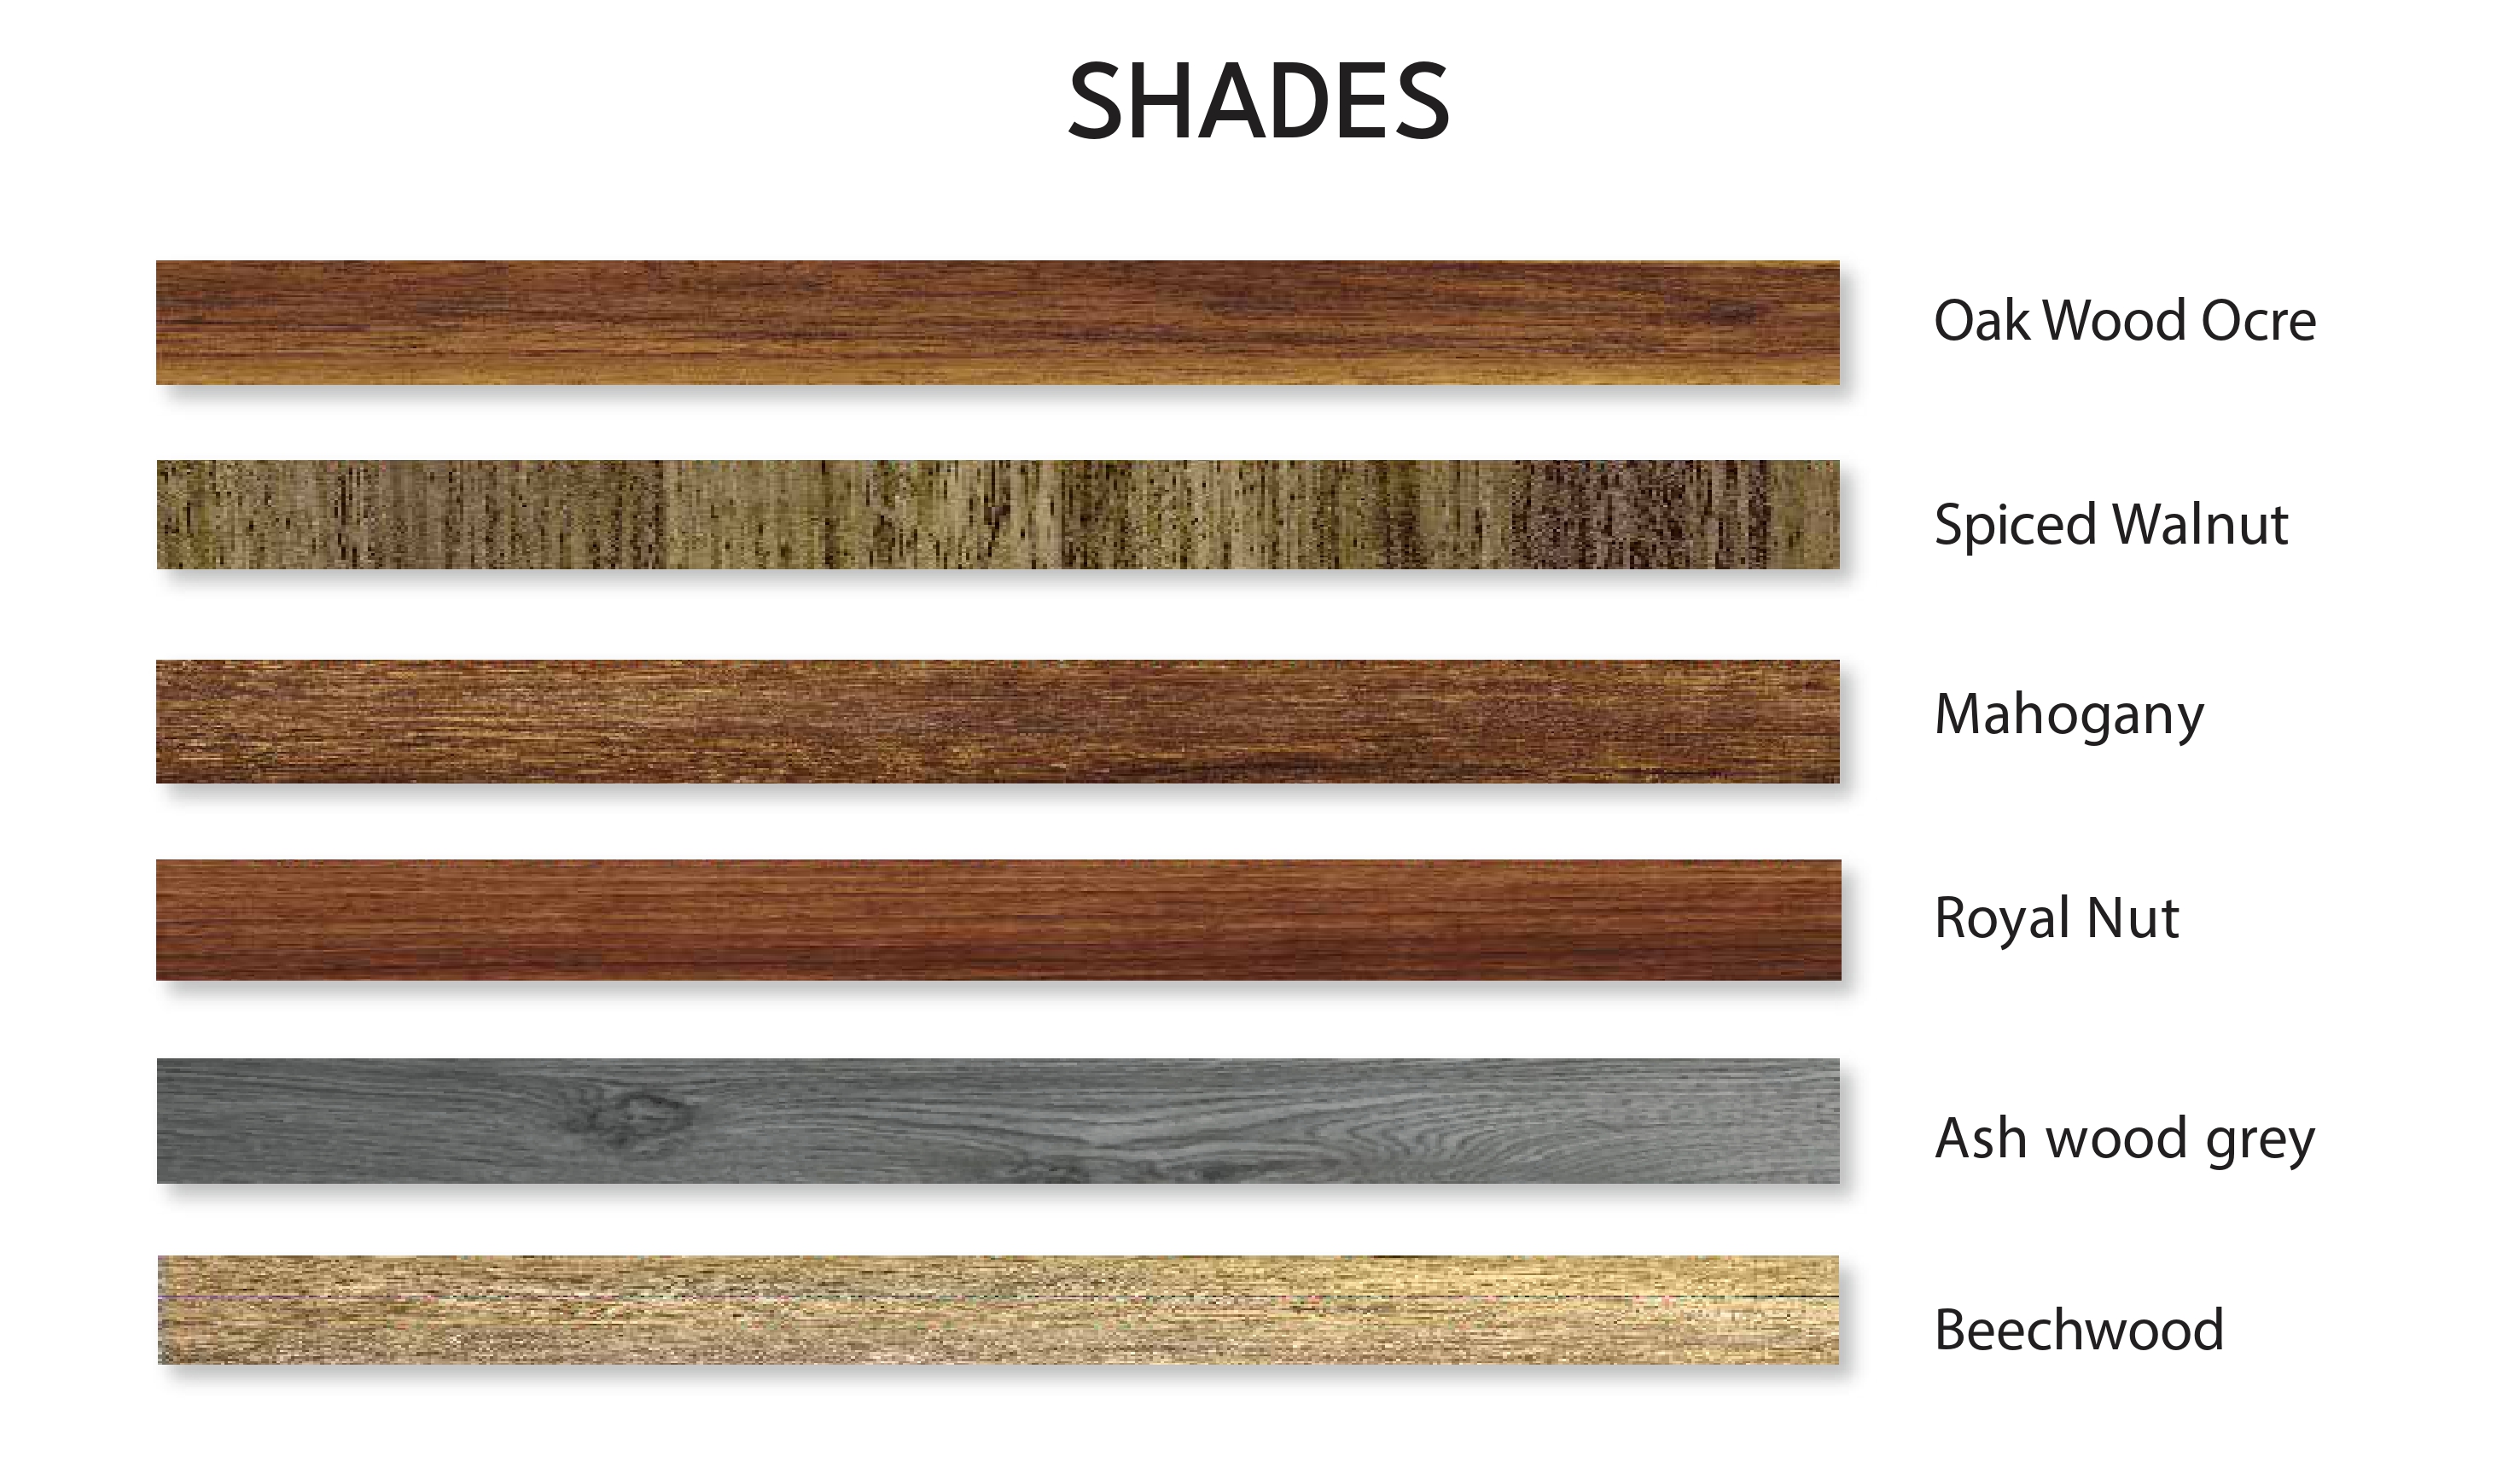 SHADES
Oak Wood Ocre
Spiced Walnut
Mahogany
Royal Nut
Ash wood grey
Beechwood